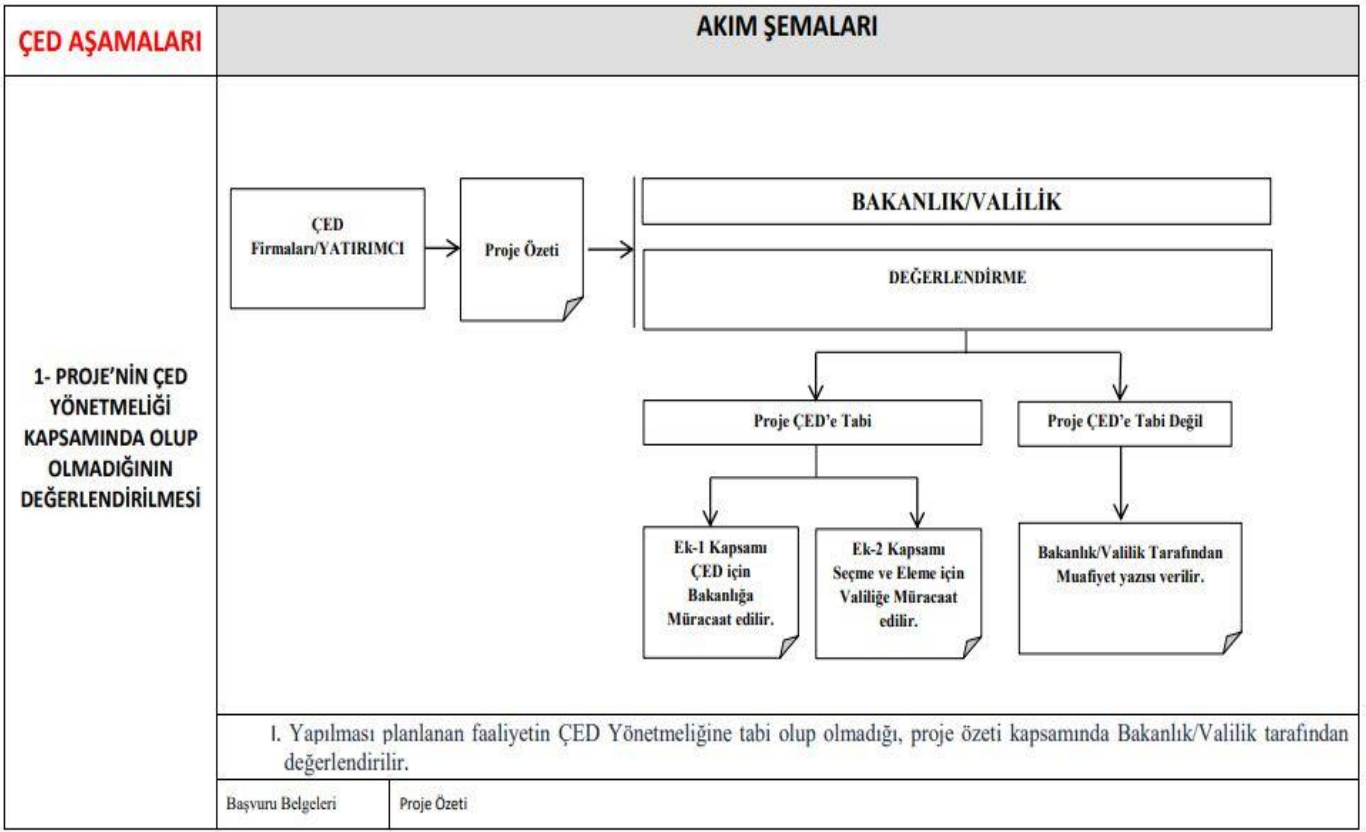 ÇED AŞAMALARI
AKIM ŞEMALARI
1- PROJE'NİN ÇED
YÖNETMELİĞİ
KAPSAMINDA OLUP
OLMADIĞININ
DEĞERLENDİRİLMESİ
ÇED
Firmaları/YATIRIMCI
Proje Özeti
BAKANLIK/VALİLİK
DEĞERLENDİRME
Proje ÇED'e Tabi
Proje ÇED'e Tabi Değil
Ek-1 Kapsamı
ÇED için
Bakanlığa
Müracaat edilir.
Ek-2 Kapsamı
Seçme ve Eleme için
Valiliğe Müracaat
edilir.
Bakanlık/Valilik Tarafından
Muafiyet yazısı verilir.
1. Yapılması planlanan faaliyetin ÇED Yönetmeliğine tabi olup olmadığı, proje özeti kapsamında Bakanlık/Valilik tarafından
değerlendirilir.
Başvuru Belgeleri
Proje Özeti